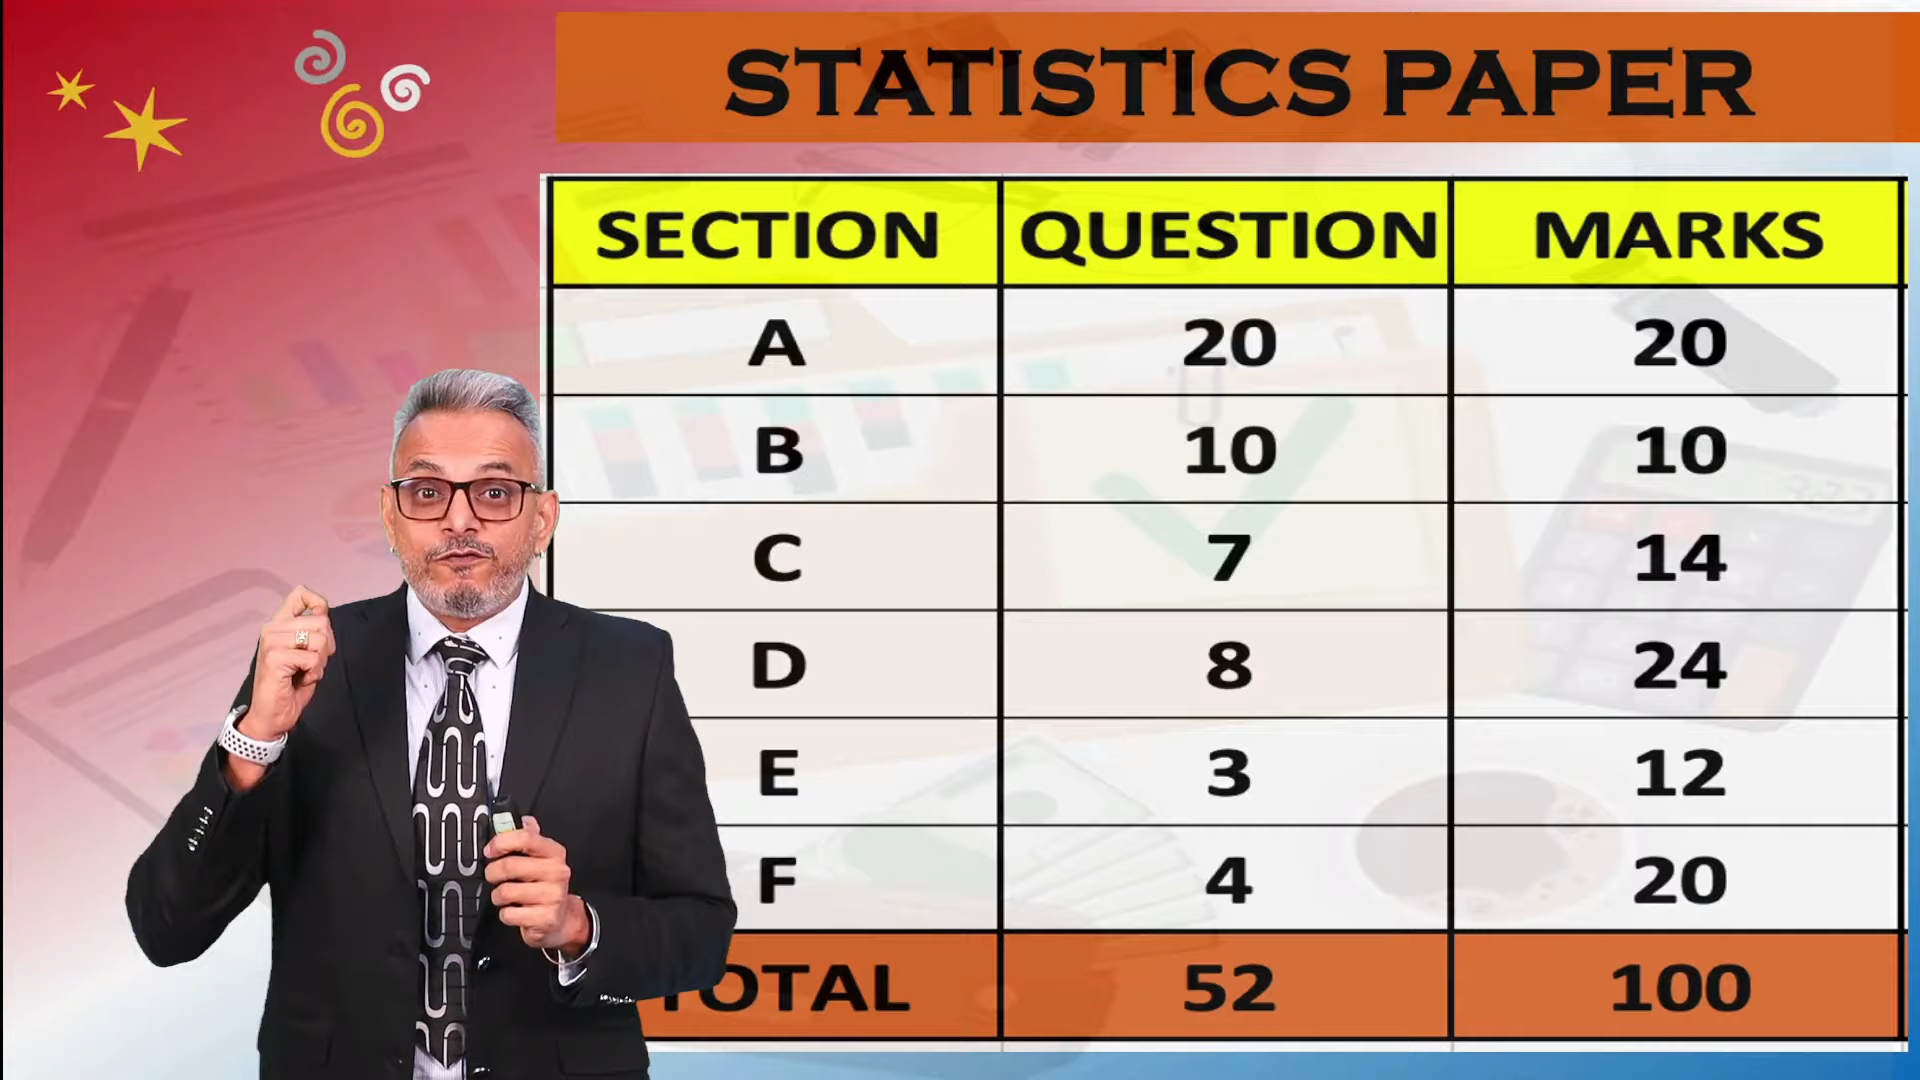 STATISTICS PAPER
SECTION QUESTION MARKS
A 20 20
B 10 10
C 7 14
D 8 24
E 3 12
F 4 20
TOTAL 52 100